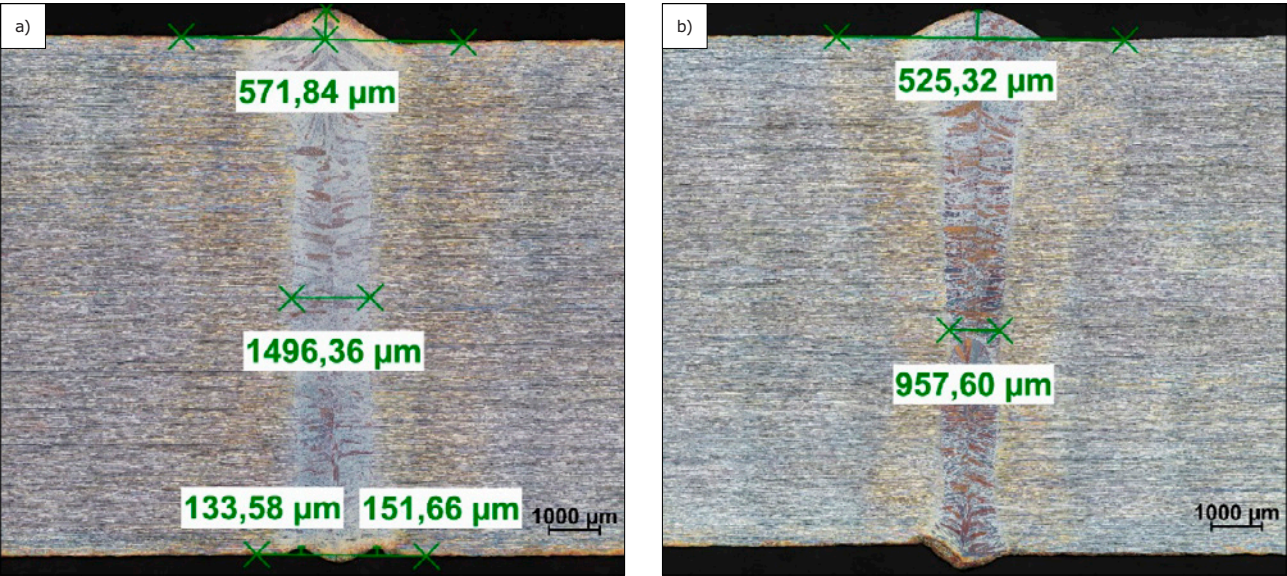 a)
571,84 µm
1496,36 µm
133,58 µm
151,66 µm
1000 µm
b)
525,32 µm
957,60 µm
1000 µm